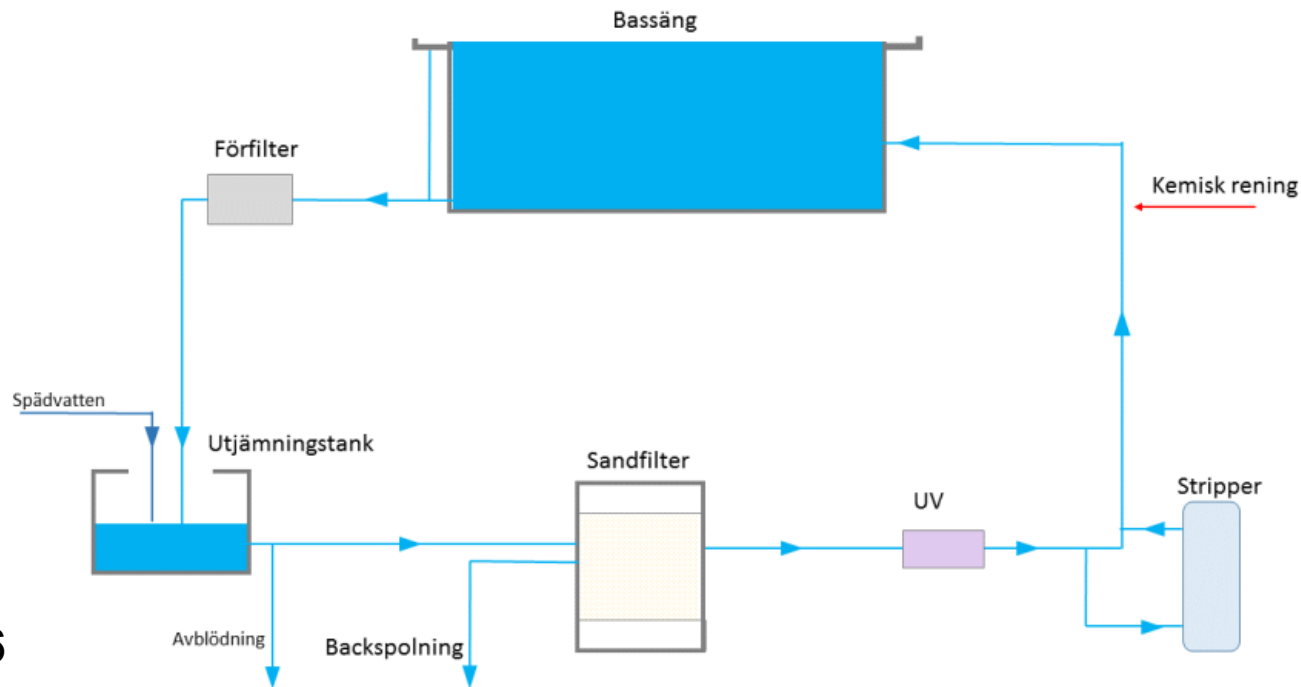 Bassäng
Förfilter
Kemisk rening
Spädvatten
Utjämningstank
Sandfilter
UV
Stripper
Avblödning
Backspolning